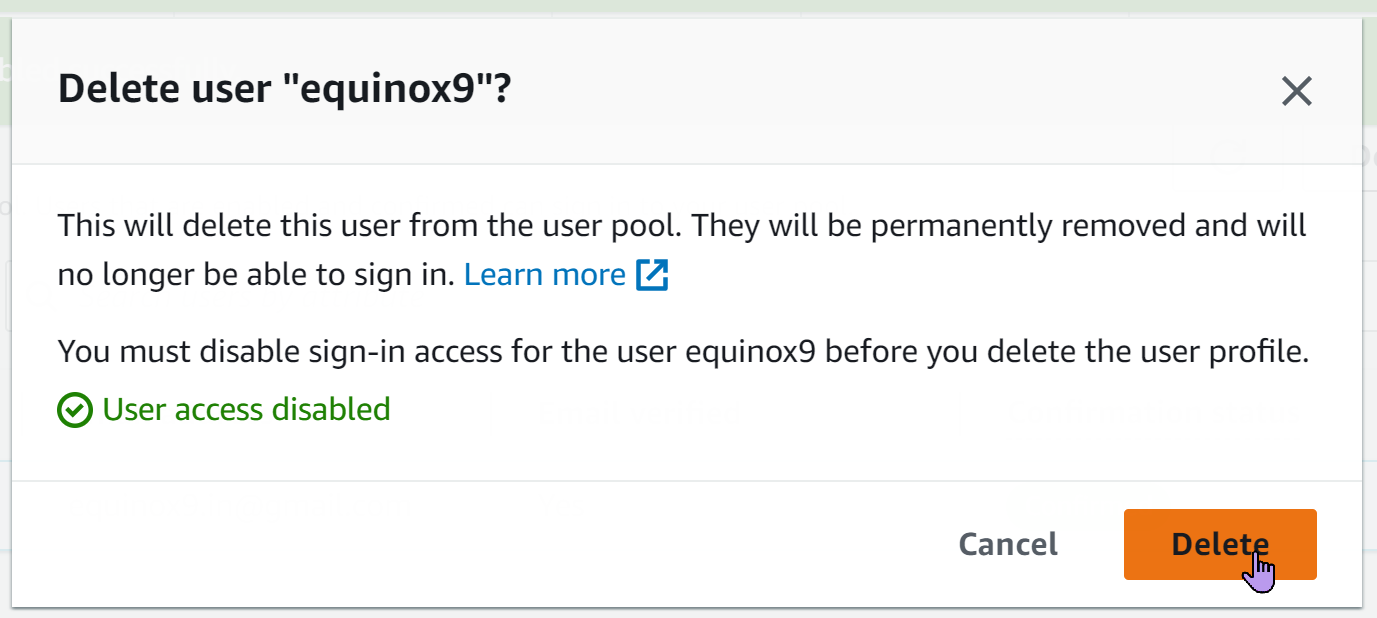 Delete user "equinox9"?
This will delete this user from the user pool. They will be permanently removed and will
no longer be able to sign in. Learn more
You must disable sign-in access for the user equinox9 before you delete the user profile.
User access disabled
Cancel
Delete